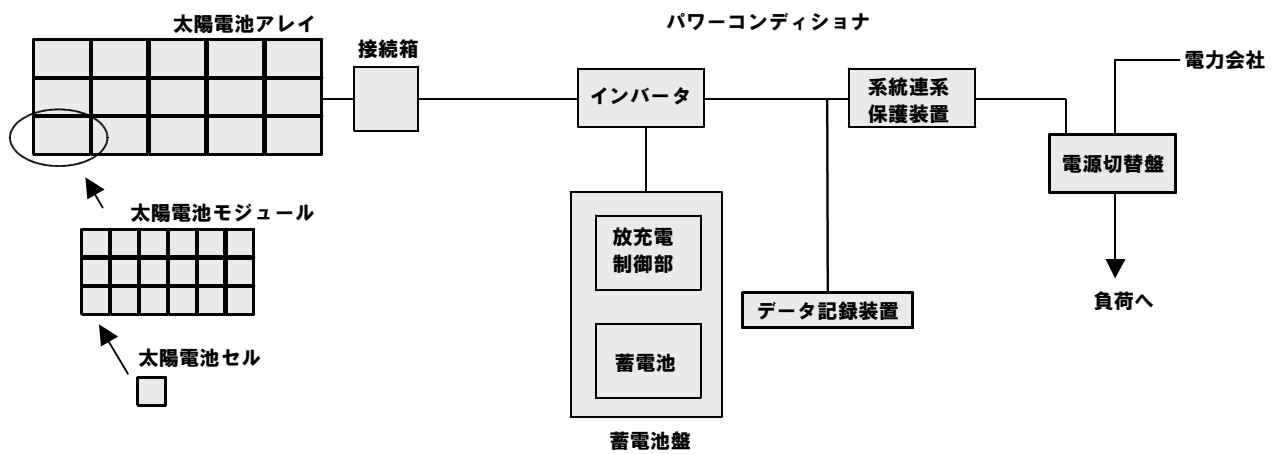 太陽電池アレイ
パワーコンディショナ
接続箱
電力会社
インバータ
系統連系
保護装置
電源切替盤
太陽電池モジュール
放充電
制御部
データ記録装置
負荷へ
太陽電池セル
蓄電池
蓄電池盤